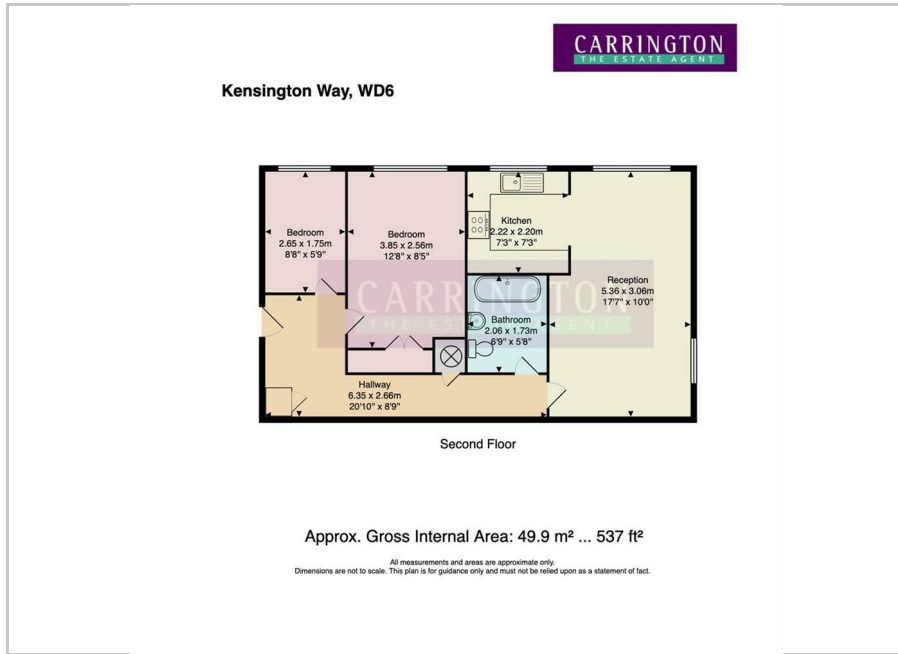 CARRINGTON
THE ESTATE AGENT
Kensington Way, WD6
Bedroom
2.65 x 1.75m
8'8" x 5'9"
Bedroom
3.85 x 2.56m
12'8" x 8'5"
Kitchen
2.22 x 2.20m
7'3" x 7'3"
Reception
5.36 x 3.06m
17'7" x 10'0"
CARRINGTON
THE ESTATE AGENT
Bathroom
2.06 x 1.73m
6'9" x 5'8"
Hallway
6.35 x 2.66m
20'10" x 8'9"
Second Floor
Approx. Gross Internal Area: 49.9 m² ... 537 ft²
All measurements and areas are approximate only.
Dimensions are not to scale. This plan is for guidance only and must not be relied upon as a statement of fact.